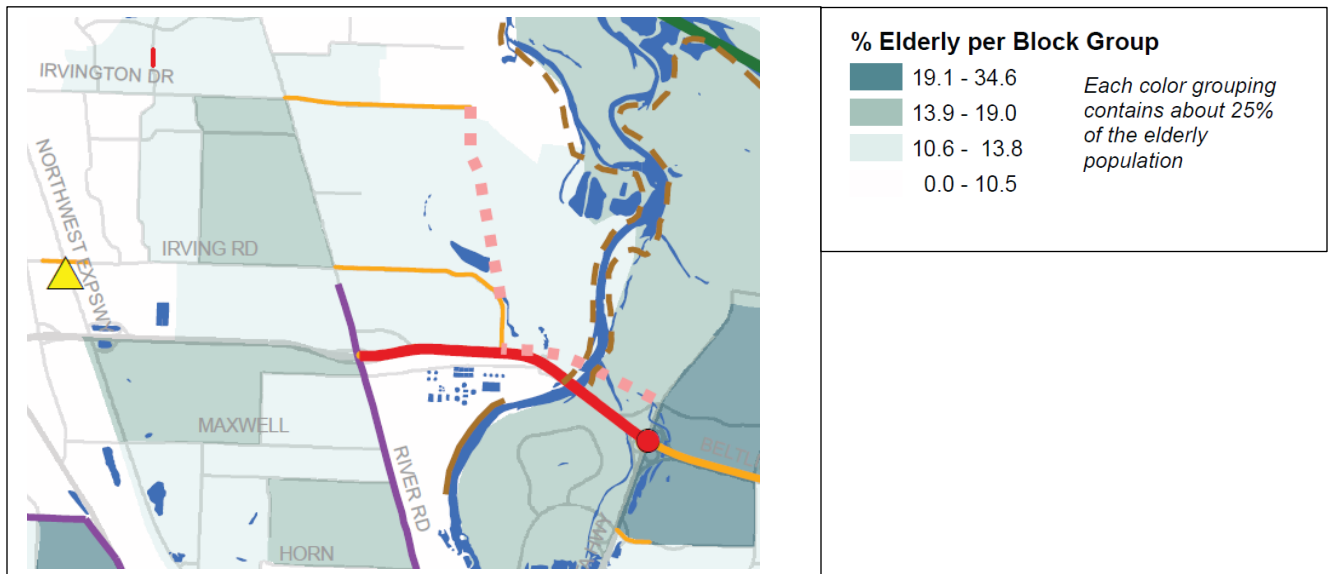 IRVINGTON DR
NORTHWEST EXPSWY
IRVING RD
MAXWELL
RIVER RD
HORN
% Elderly per Block Group
19.1 - 34.6
13.9 - 19.0
10.6 - 13.8
0.0 - 10.5
Each color grouping
contains about 25%
of the elderly
population